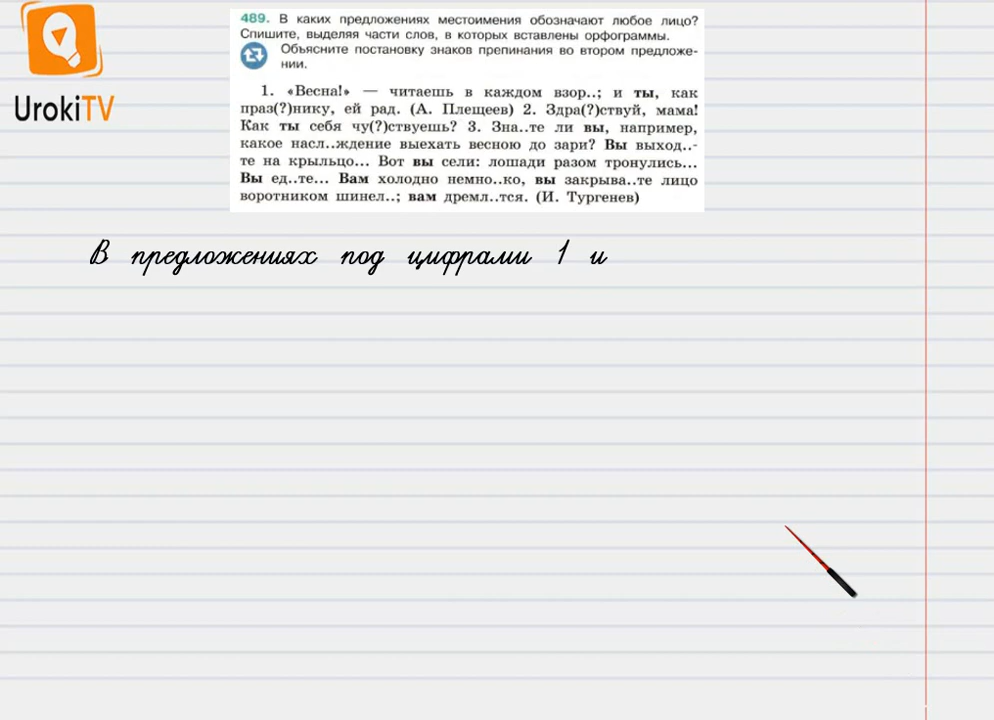 UrokiTV
489. В каких предложениях местоимения обозначают любое лицо?
Спишите, выделяя части слов, в которых вставлены орфограммы.
Объясните постановку знаков препинания во втором предложе-
нии.
1. «Весна!» — читаешь в каждом взор..; и ты, как
праз(?)нику, ей рад. (А. Плещеев) 2. Здра(?)ствуй, мама!
Как ты себя чу(?)ствуешь? 3. Зна..те ли вы, например,
какое насл..ждение выехать весною до зари? Вы выход..-
те на крыльцо... Вот вы сели: лошади разом тронулись...
Вы ед..те... Вам холодно немно..ко, вы закрыва..те лицо
воротником шинел..; вам дремл..тся. (И. Тургенев)
В предложениях под цифрами 1 и